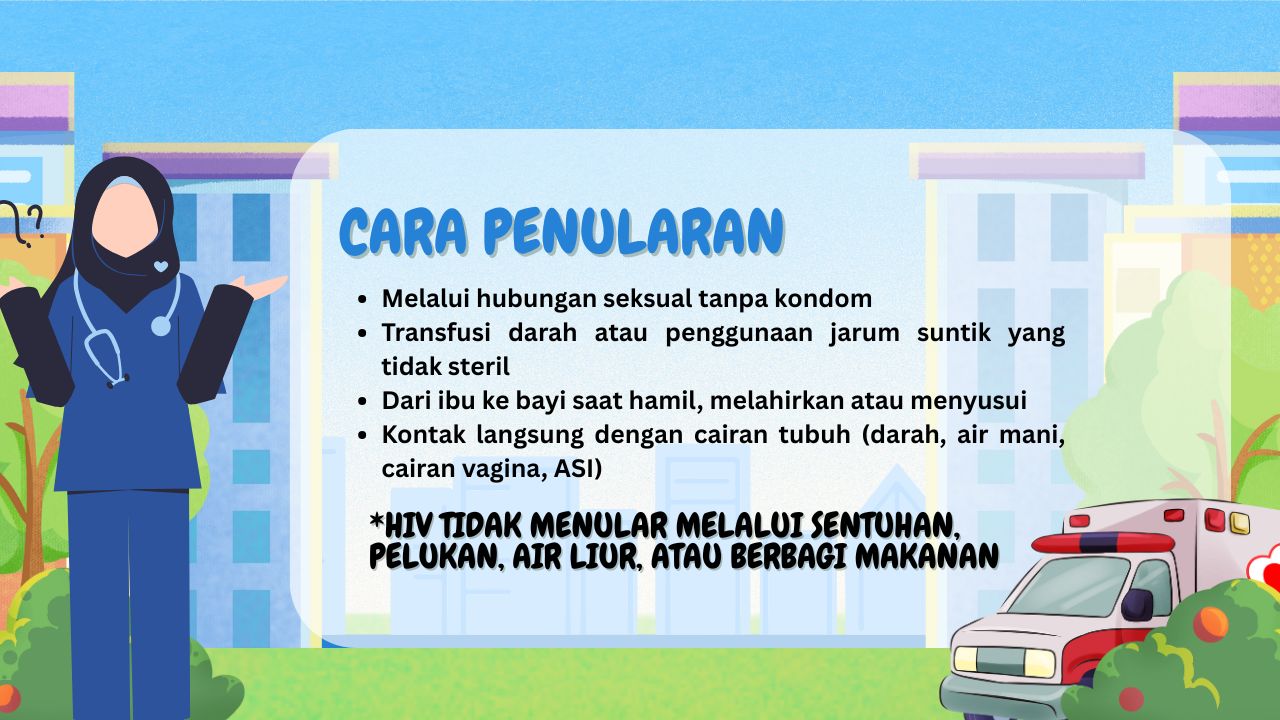 ??
CARA PENULARAN
• Melalui hubungan seksual tanpa kondom
• Transfusi darah atau penggunaan jarum suntik yang
tidak steril
• Dari ibu ke bayi saat hamil, melahirkan atau menyusui
• Kontak langsung dengan cairan tubuh (darah, air mani,
cairan vagina, ASI)
*HIV TIDAK MENULAR MELALUI SENTUHAN,
PELUKAN, AIR LIUR, ATAU BERBAGI MAKANAN